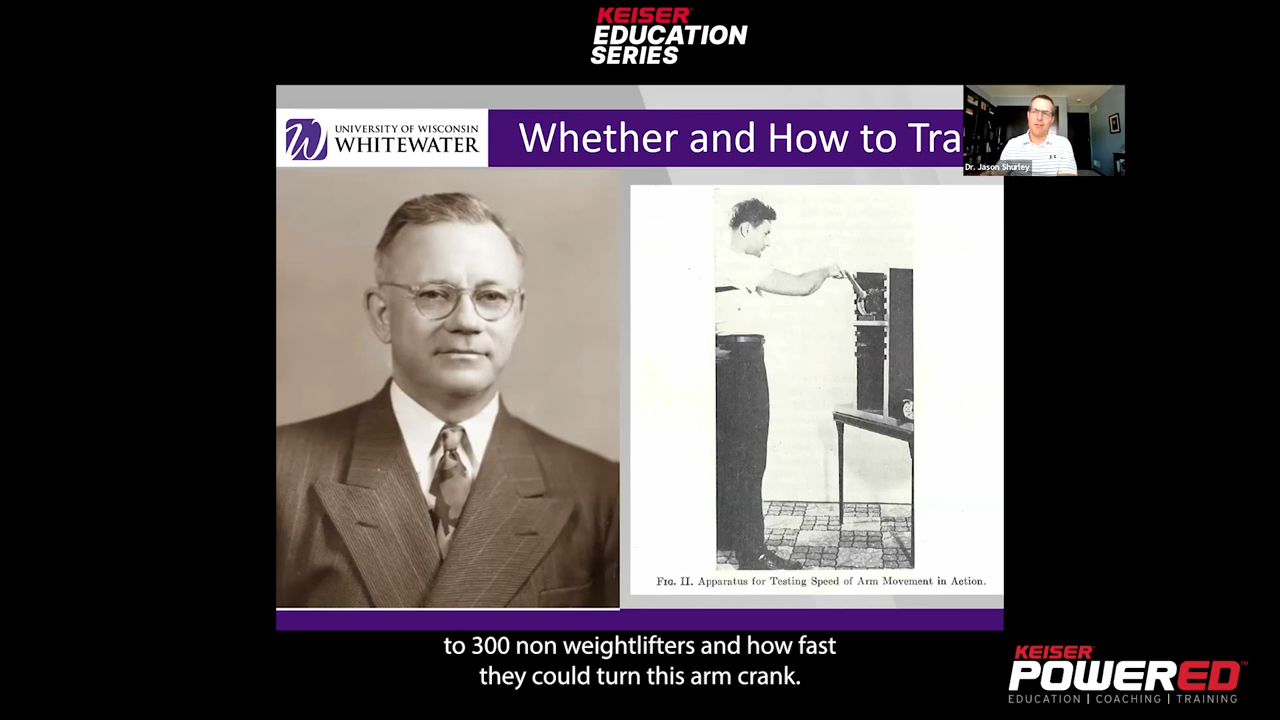 KEISER
EDUCATION
SERIES
UNIVERSITY OF WISCONSIN
WHITEWATER
Whether and How to Tra
Dr. Jason Shurley
FIG. II. Apparatus for Testing Speed of Arm Movement in Action.
to 300 non weightlifters and how fast
they could turn this arm crank.
KEISER
POWERED™
EDUCATION | COACHING | TRAINING